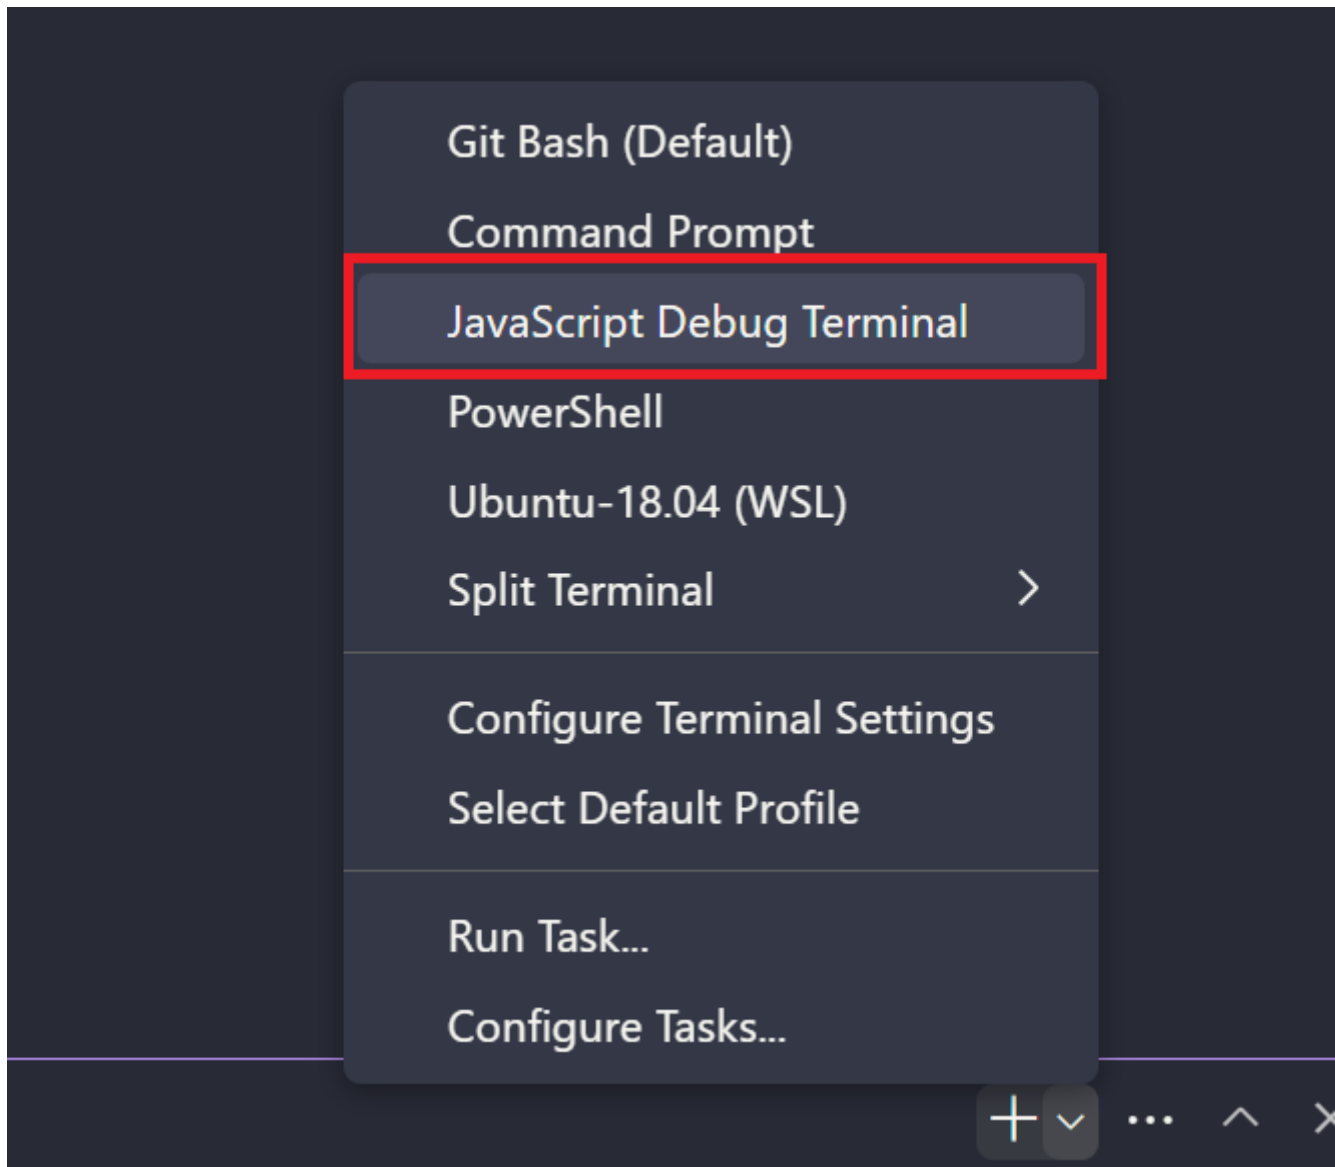 Git Bash (Default)
Command Prompt
JavaScript Debug Terminal
PowerShell
Ubuntu-18.04 (WSL)
Split Terminal
Configure Terminal Settings
Select Default Profile
Run Task...
Configure Tasks...